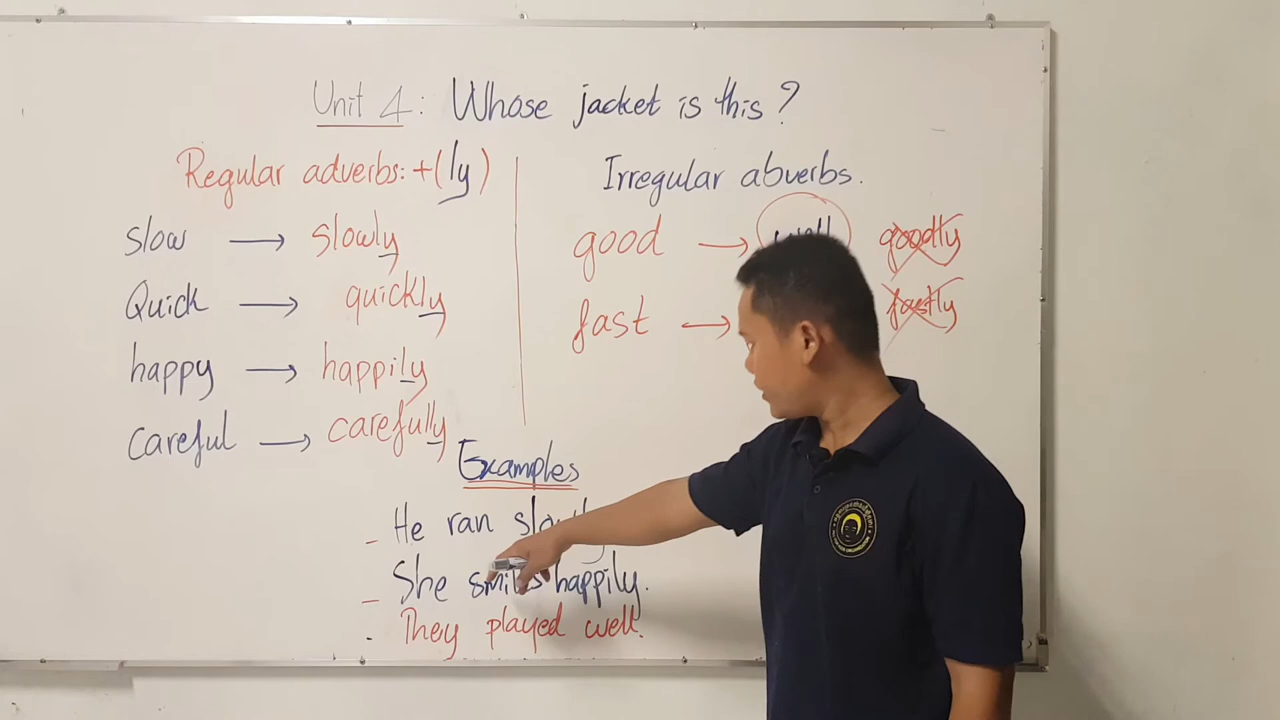 Unit 4: Whose jacket is this?
Regular adverbs: +(ly)
slow → slowly
Quick → quickly
happy → happily
careful → carefully
Irregular abverbs.
good → well goodly
fast → fastly
Examples
- He ran slowly
- She smiles happily.
- They played well.